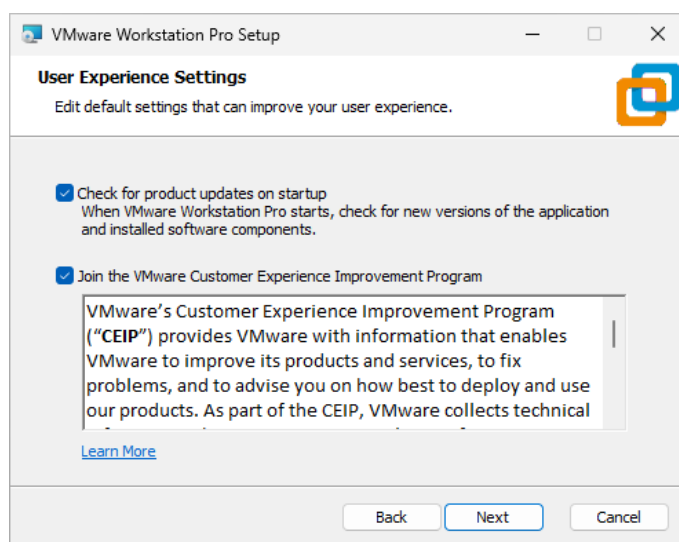 VMware Workstation Pro Setup
User Experience Settings
Edit default settings that can improve your user experience.
Check for product updates on startup
When VMware Workstation Pro starts, check for new versions of the application
and installed software components.
Join the VMware Customer Experience Improvement Program
VMware’s Customer Experience Improvement Program
(“CEIP”) provides VMware with information that enables
VMware to improve its products and services, to fix
problems, and to advise you on how best to deploy and use
our products. As part of the CEIP, VMware collects technical
Learn More
Back
Next
Cancel